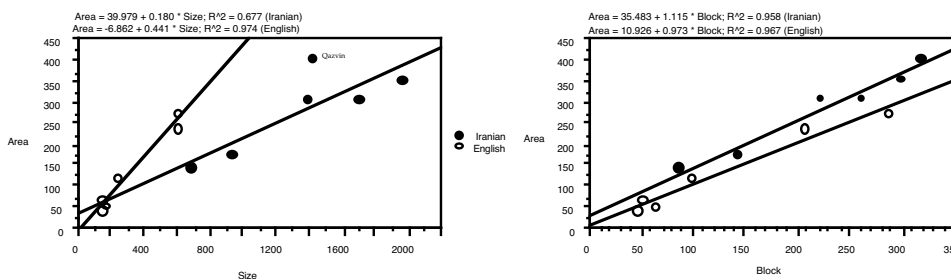 Area = 39.979 + 0.180 * Size; R^2 = 0.677 (Iranian)
Area = -6.862 + 0.441 * Size; R^2 = 0.974 (English)
450
400
350
300
250
200
150
100
50
0
Area
Qazvin
0 400 800 1200 1600 2000
Size
Iranian
English
Area = 35.483 + 1.115 * Block; R^2 = 0.958 (Iranian)
Area = 10.926 + 0.973 * Block; R^2 = 0.967 (English)
450
400
350
300
250
200
150
100
50
0
Area
0 50 100 150 200 250 300 35
Block